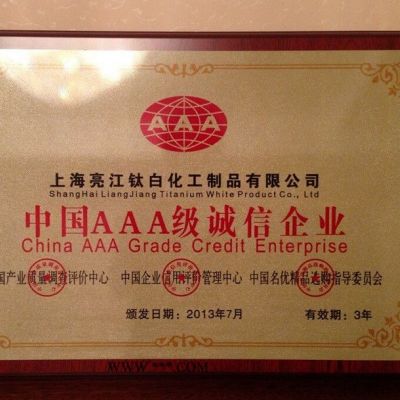 AAA
上海亮江钛白化工制品有限公司
ShangHai LiangJiang Titanium White Product Co., Ltd
中国AAA级诚信企业
China AAA Grade Credit Enterprise
国产业质量调查评价中心 中国企业信用评价管理中心 中国名优精品选购指导委员会
颁发日期：2013年7月 有效期：3年